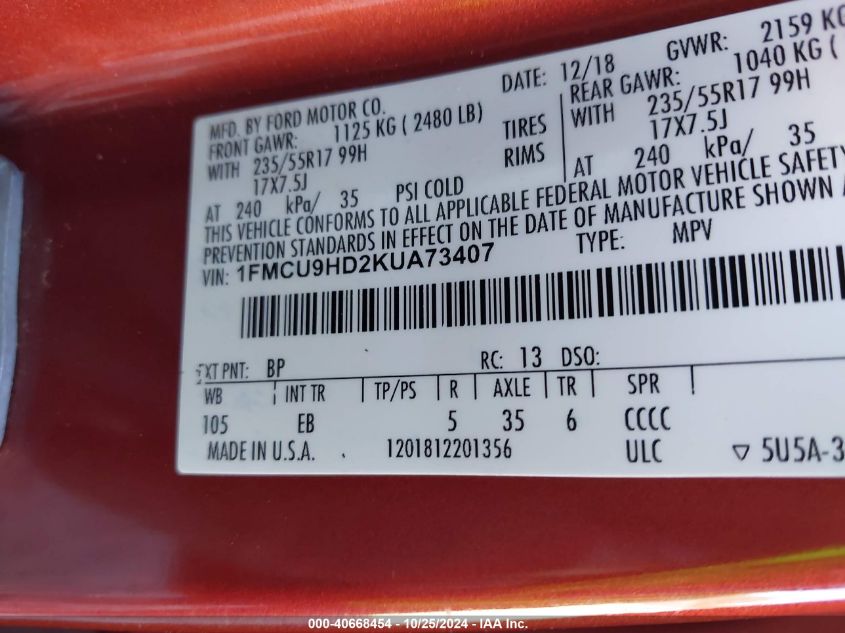 MFD. BY FORD MOTOR CO. DATE: 12/18 GVWR: 2159 KG
FRONT GAWR: 1125 KG ( 2480 LB) REAR GAWR: 1040 KG (
WITH 235/55R17 99H TIRES WITH 235/55R17 99H
17X7.5J RIMS 17X7.5J
AT 240 kPa/ 35 PSI COLD AT 240 kPa/ 35
THIS VEHICLE CONFORMS TO ALL APPLICABLE FEDERAL MOTOR VEHICLE SAFETY
PREVENTION STANDARDS IN EFFECT ON THE DATE OF MANUFACTURE SHOWN
VIN: 1FMCU9HD2KUA73407 TYPE: MPV
EXT PNT: BP RC: 13 DSO:
WB INT TR TP/PS R AXLE TR SPR
105 EB 5 35 6 CCCC
MADE IN U.S.A. 1201812201356 ULC ▽ 5U5A-3
000-40668454 - 10/25/2024 - IAA Inc.